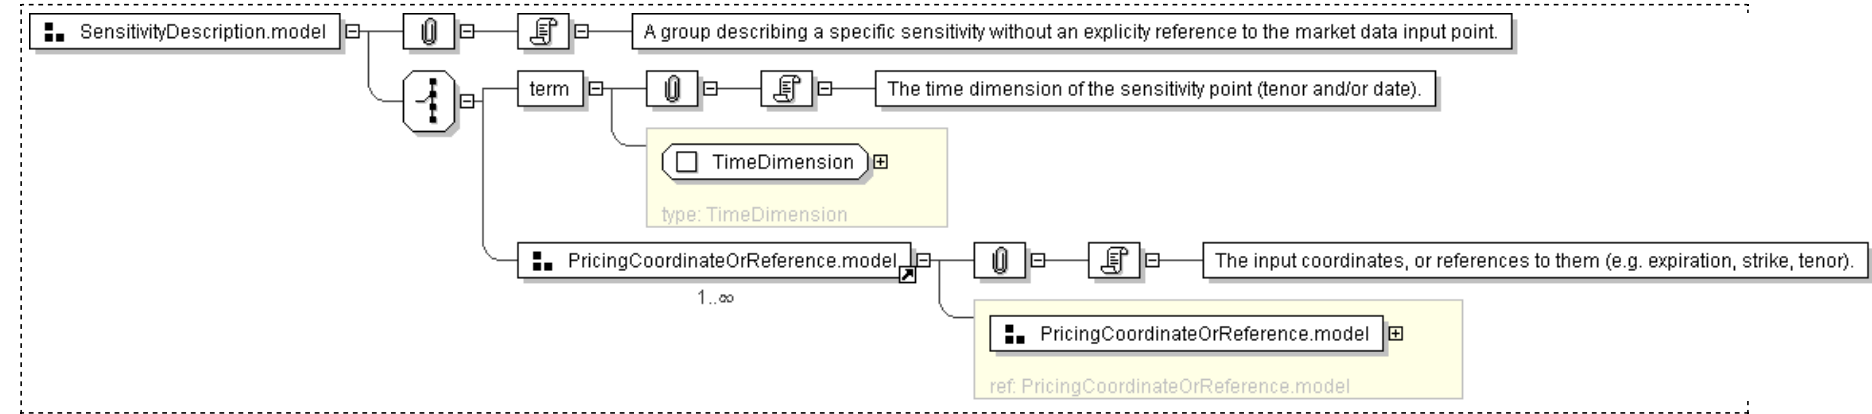 SensitivityDescription.model
A group describing a specific sensitivity without an explicity reference to the market data input point.
term
The time dimension of the sensitivity point (tenor and/or date).
TimeDimension
type: TimeDimension
PricingCoordinateOrReference.model
The input coordinates, or references to them (e.g. expiration, strike, tenor).
1..∞
PricingCoordinateOrReference.model
ref: PricingCoordinateOrReference.model